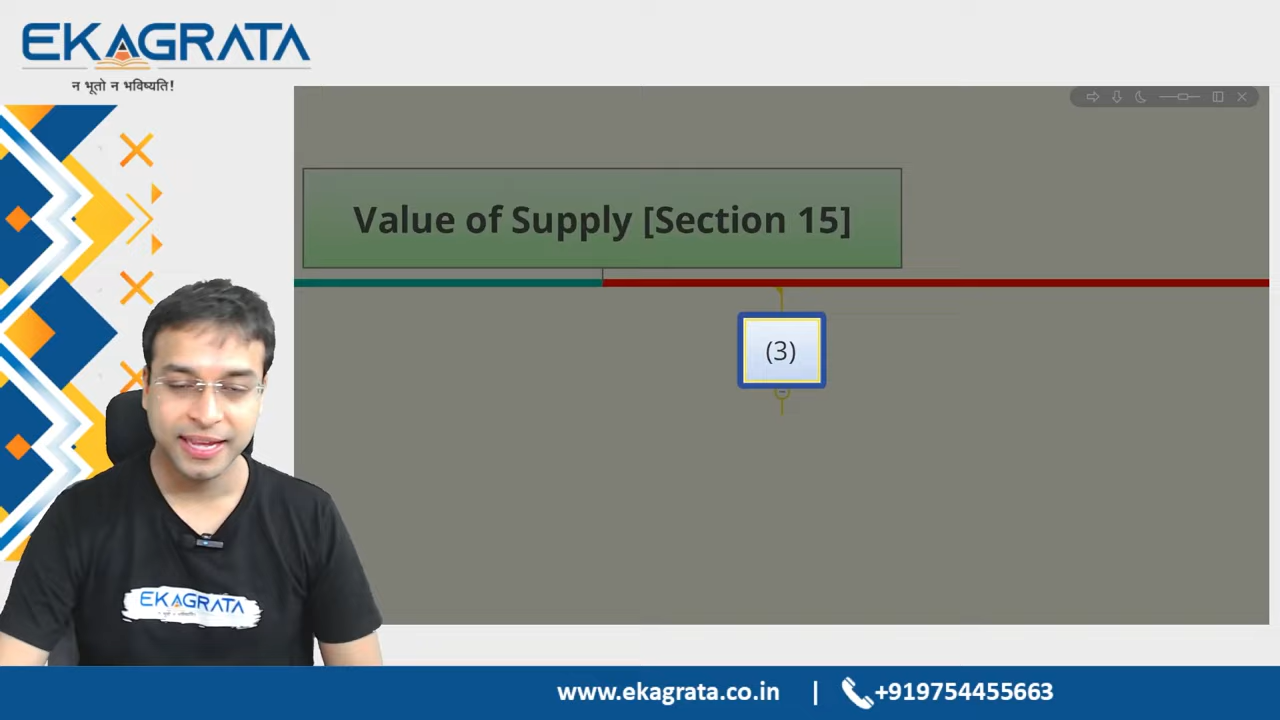 EKAGRATA
न भूतो न भविष्यति!
Value of Supply [Section 15]
(3)
EKAGRATA
www.ekagrata.co.in | +919754455663